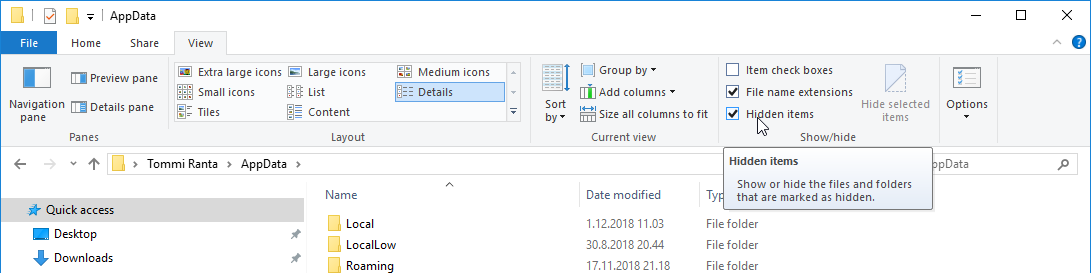 AppData
File Home Share View
Navigation pane
Preview pane
Details pane
Panes
Extra large icons Large icons Medium icons
Small icons List Details
Tiles Content
Layout
Sort by
Group by
Add columns
Size all columns to fit
Current view
Item check boxes
File name extensions
Hidden items
Hide selected items
Show/hide
Options
Tommi Ranta AppData
AppData
Hidden items
Show or hide the files and folders
that are marked as hidden.
Quick access
Desktop
Downloads
Name Date modified
Local 1.12.2018 11.03 File folder
LocalLow 30.8.2018 20.44 File folder
Roaming 17.11.2018 21.18 File folder